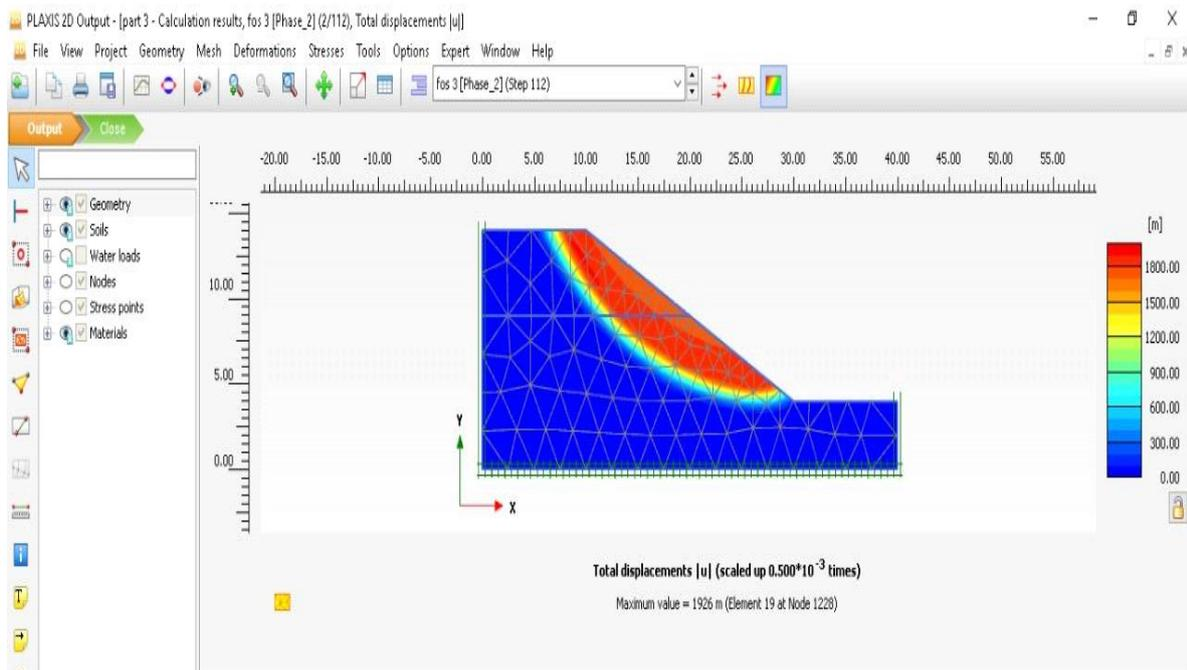 PLAXIS 2D Output - [part 3 - Calculation results, fos 3 [Phase_2] (2/112), Total displacements |u|]
File View Project Geometry Mesh Deformations Stresses Tools Options Expert Window Help
fos 3 [Phase_2] (Step 112)
Output Close
-20.00 -15.00 -10.00 -5.00 0.00 5.00 10.00 15.00 20.00 25.00 30.00 35.00 40.00 45.00 50.00 55.00
Geometry
Soils
Water loads
Nodes
Stress points
Materials
10.00
5.00
0.00
Y
X
[m]
1800.00
1500.00
1200.00
900.00
600.00
300.00
0.00
Total displacements |u| (scaled up 0.500*10⁻³ times)
Maximum value = 1926 m (Element 19 at Node 1228)